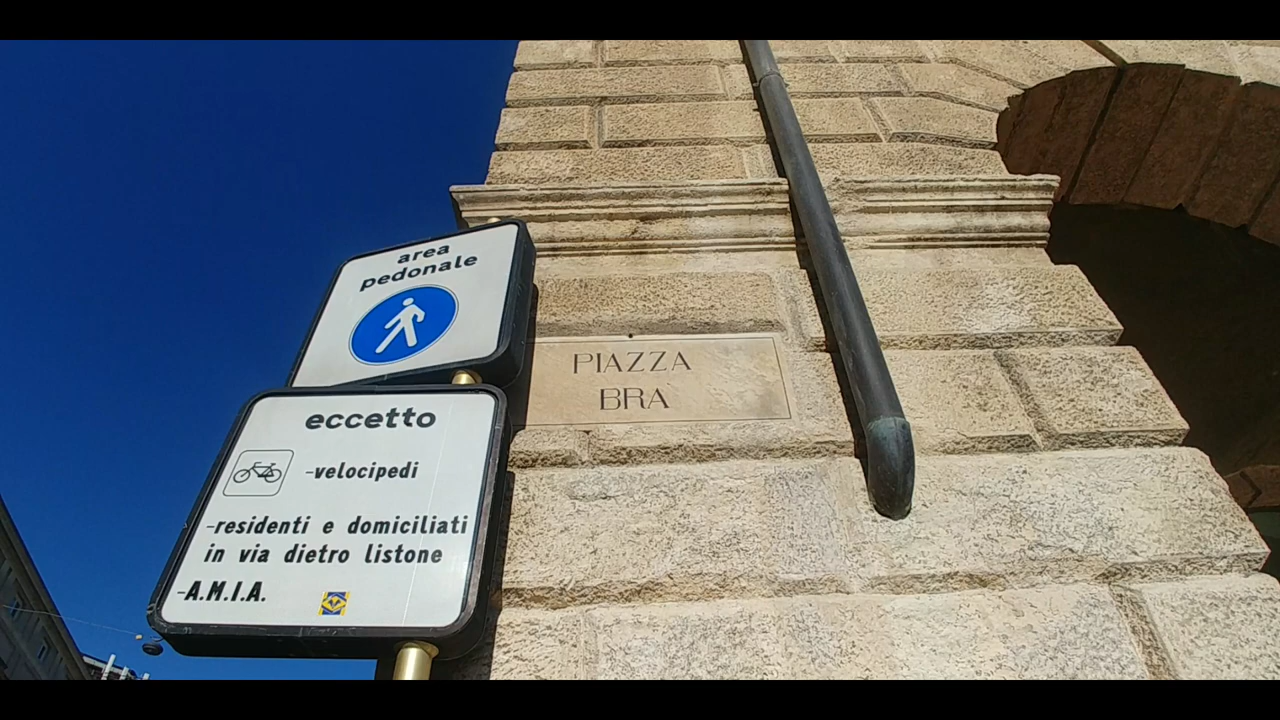 area
pedonale
eccetto
-velocipedi
-residenti e domiciliati
in via dietro listone
-A.M.I.A.
PIAZZA
BRA